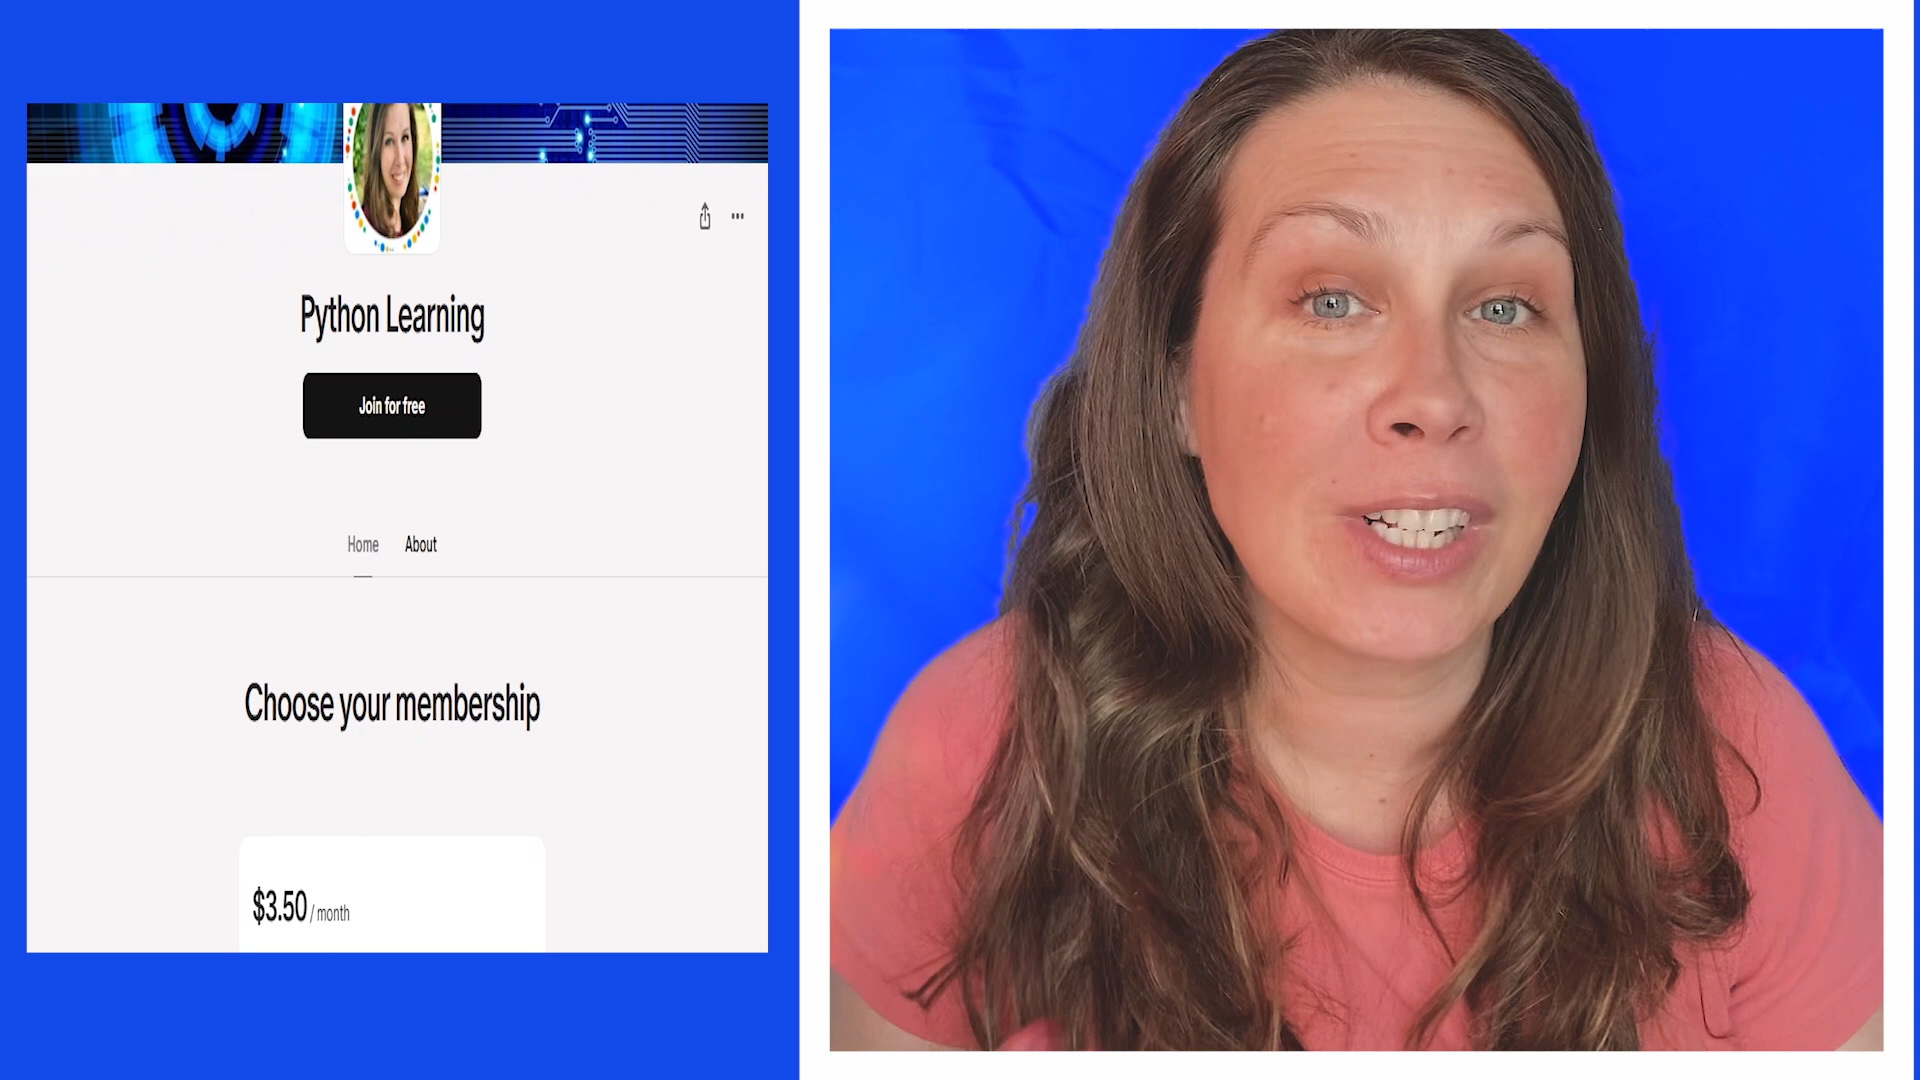 Python Learning
Join for free
Home About
Choose your membership
$3.50 / month